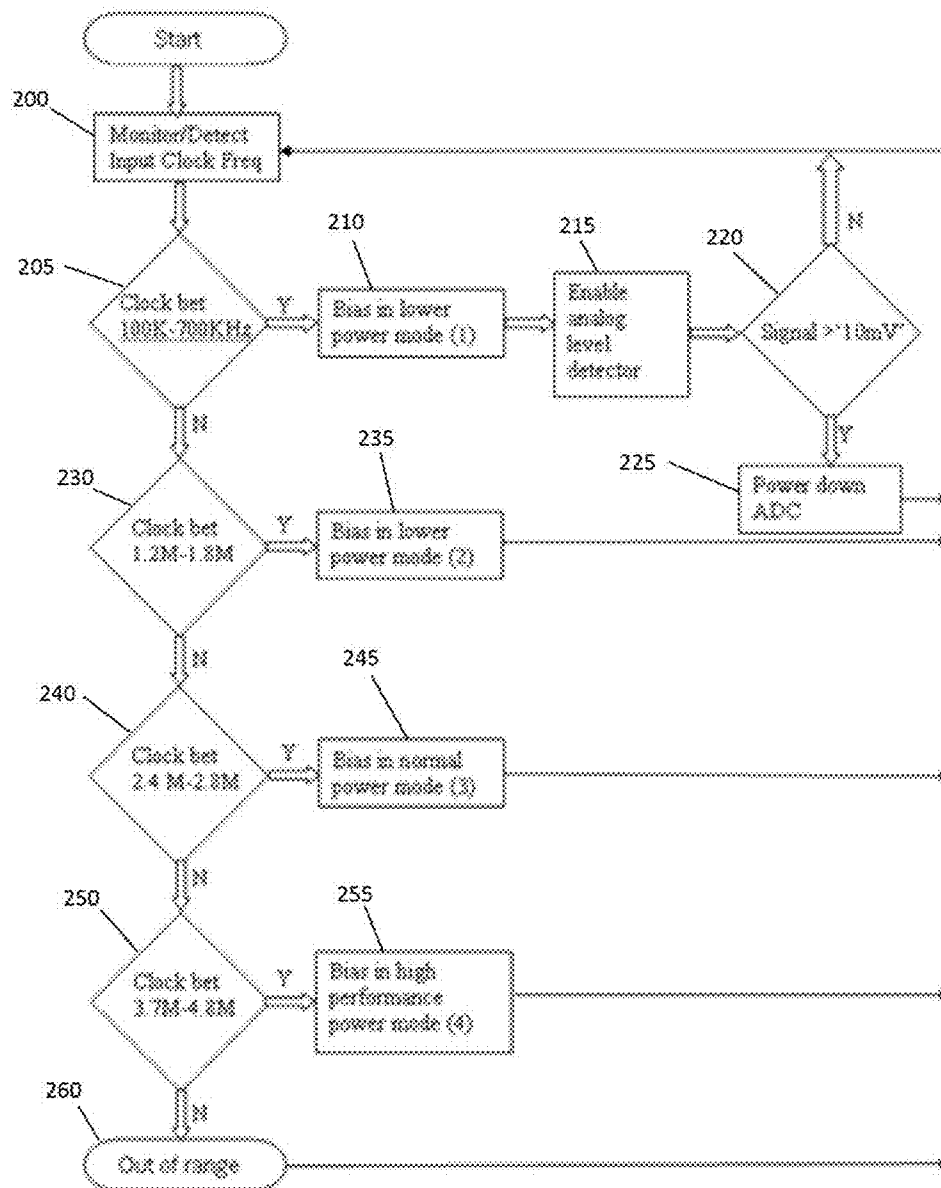 Start
200
Monitor/Detect
Input Clock Freq
205
Clock bet
100K-700KHz
Y
210
Bias in lower
power mode (1)
215
Enable
analog
level
detector
220
Signal >'10mV'
N
Y
225
Power down
ADC
N
230
Clock bet
1.2M-1.8M
Y
235
Bias in lower
power mode (2)
N
240
Clock bet
2.4 M-2.8M
Y
245
Bias in normal
power mode (3)
N
250
Clock bet
3.7M-4.8M
Y
255
Bias in high
performance
power mode (4)
N
260
Out of range